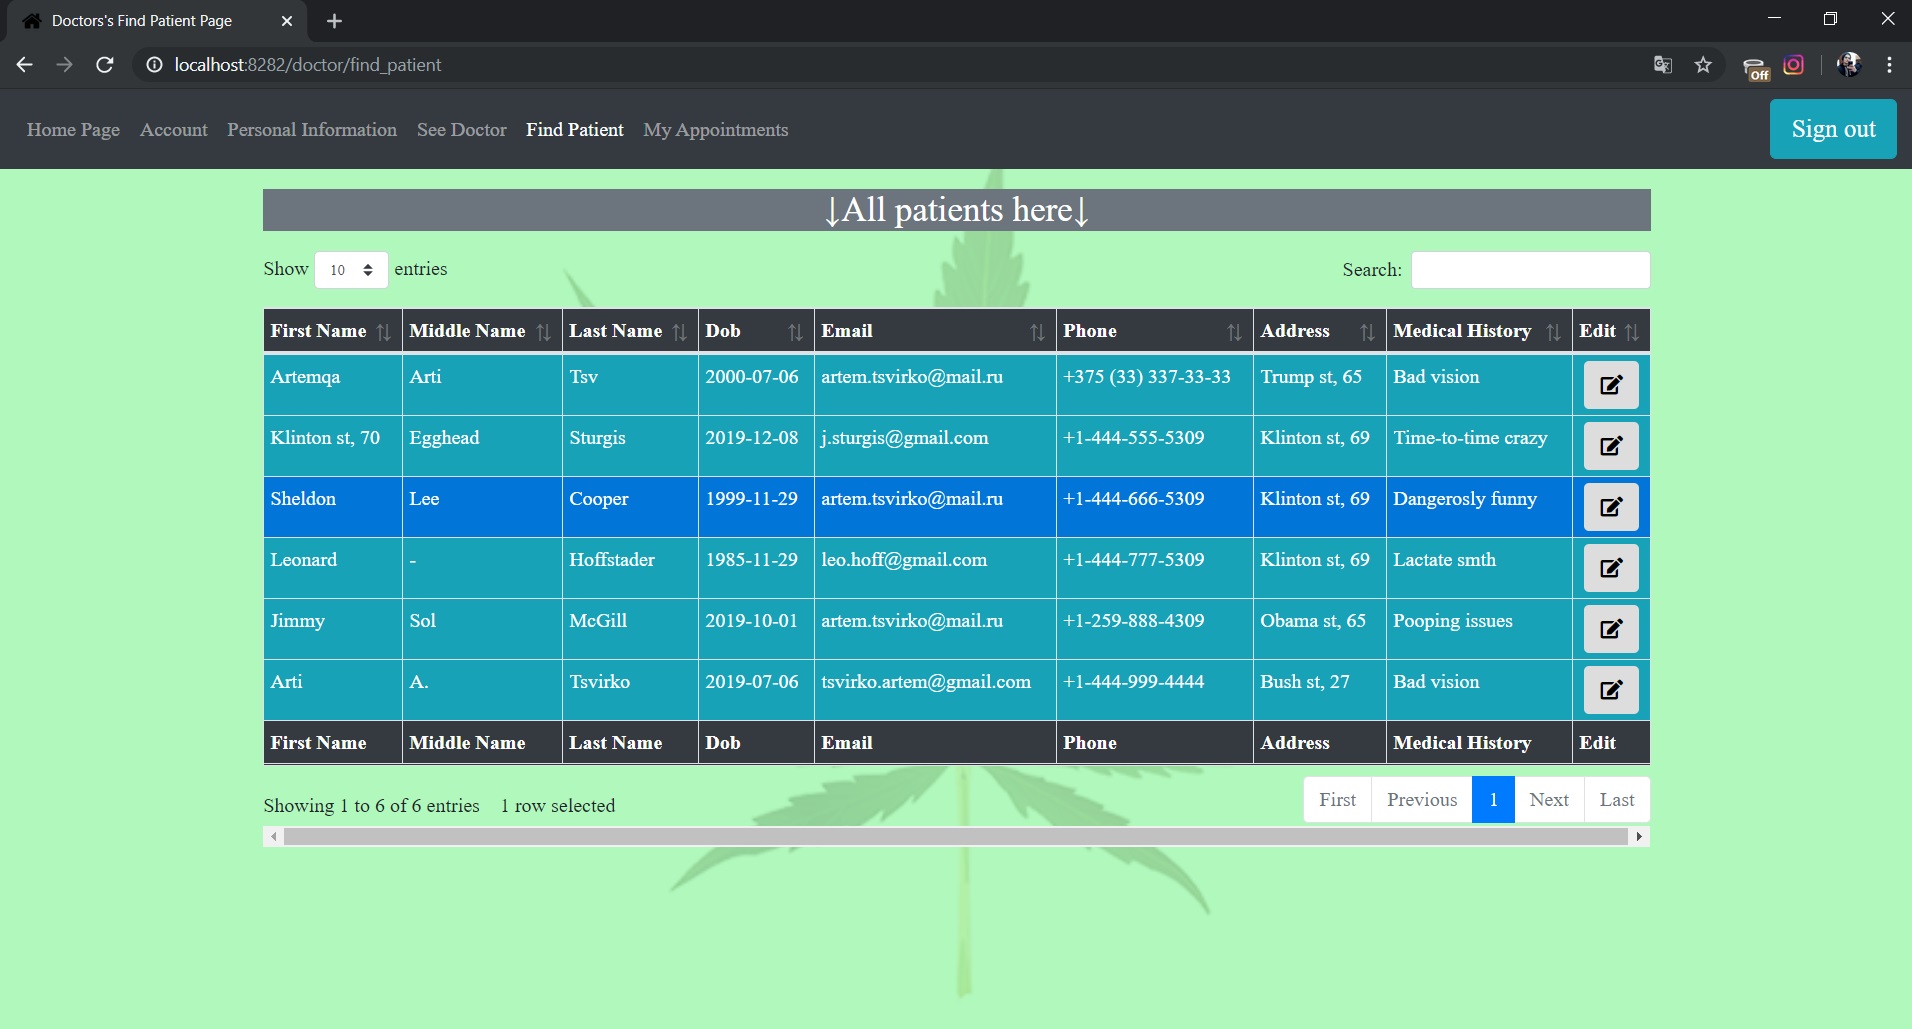 Doctors's Find Patient Page
localhost:8282/doctor/find_patient
Off
Home Page Account Personal Information See Doctor Find Patient My Appointments Sign out
↓All patients here↓
Show 10 entries Search:
First Name Middle Name Last Name Dob Email Phone Address Medical History Edit
Artemqa Arti Tsv 2000-07-06 artem.tsvirko@mail.ru +375 (33) 337-33-33 Trump st, 65 Bad vision
Klinton st, 70 Egghead Sturgis 2019-12-08 j.sturgis@gmail.com +1-444-555-5309 Klinton st, 69 Time-to-time crazy
Sheldon Lee Cooper 1999-11-29 artem.tsvirko@mail.ru +1-444-666-5309 Klinton st, 69 Dangerosly funny
Leonard - Hoffstader 1985-11-29 leo.hoff@gmail.com +1-444-777-5309 Klinton st, 69 Lactate smth
Jimmy Sol McGill 2019-10-01 artem.tsvirko@mail.ru +1-259-888-4309 Obama st, 65 Pooping issues
Arti A. Tsvirko 2019-07-06 tsvirko.artem@gmail.com +1-444-999-4444 Bush st, 27 Bad vision
First Name Middle Name Last Name Dob Email Phone Address Medical History Edit
Showing 1 to 6 of 6 entries 1 row selected First Previous 1 Next Last